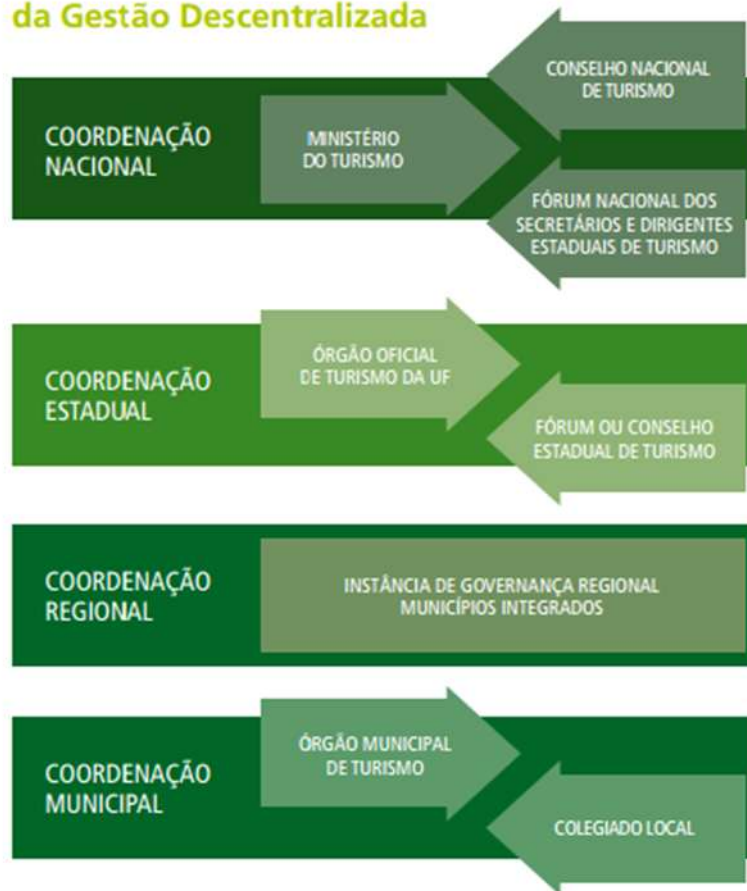 da Gestão Descentralizada
COORDENAÇÃO
NACIONAL
MINISTÉRIO
DO TURISMO
CONSELHO NACIONAL
DE TURISMO
FÓRUM NACIONAL DOS
SECRETÁRIOS E DIRIGENTES
ESTADUAIS DE TURISMO
COORDENAÇÃO
ESTADUAL
ÓRGÃO OFICIAL
DE TURISMO DA UF
FÓRUM OU CONSELHO
ESTADUAL DE TURISMO
COORDENAÇÃO
REGIONAL
INSTÂNCIA DE GOVERNANÇA REGIONAL
MUNICÍPIOS INTEGRADOS
COORDENAÇÃO
MUNICIPAL
ÓRGÃO MUNICIPAL
DE TURISMO
COLEGIADO LOCAL